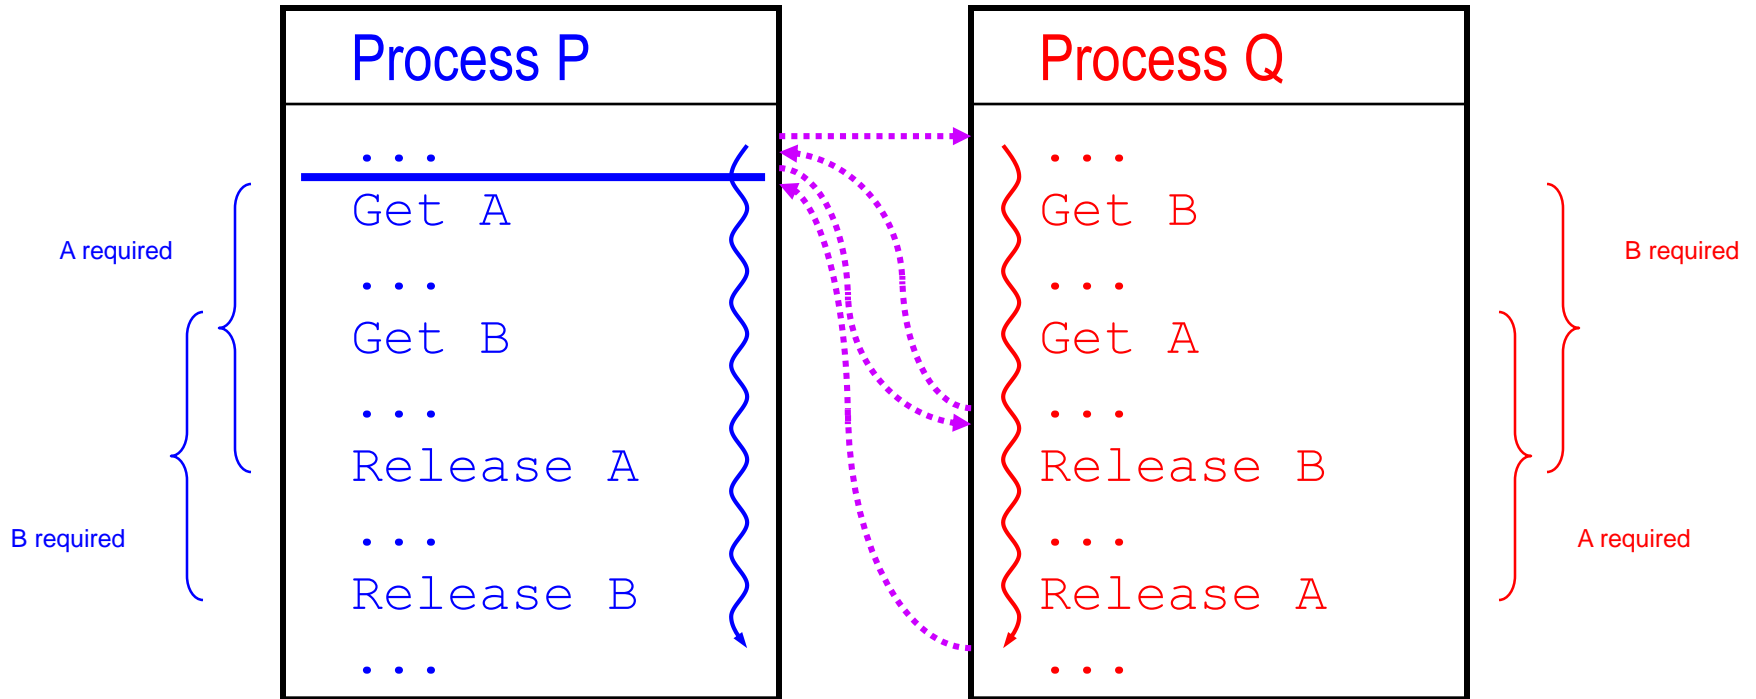 Process P
...
Get A
...
Get B
...
Release A
...
Release B
...
A required
B required
Process Q
...
Get B
...
Get A
...
Release B
...
Release A
...
B required
A required